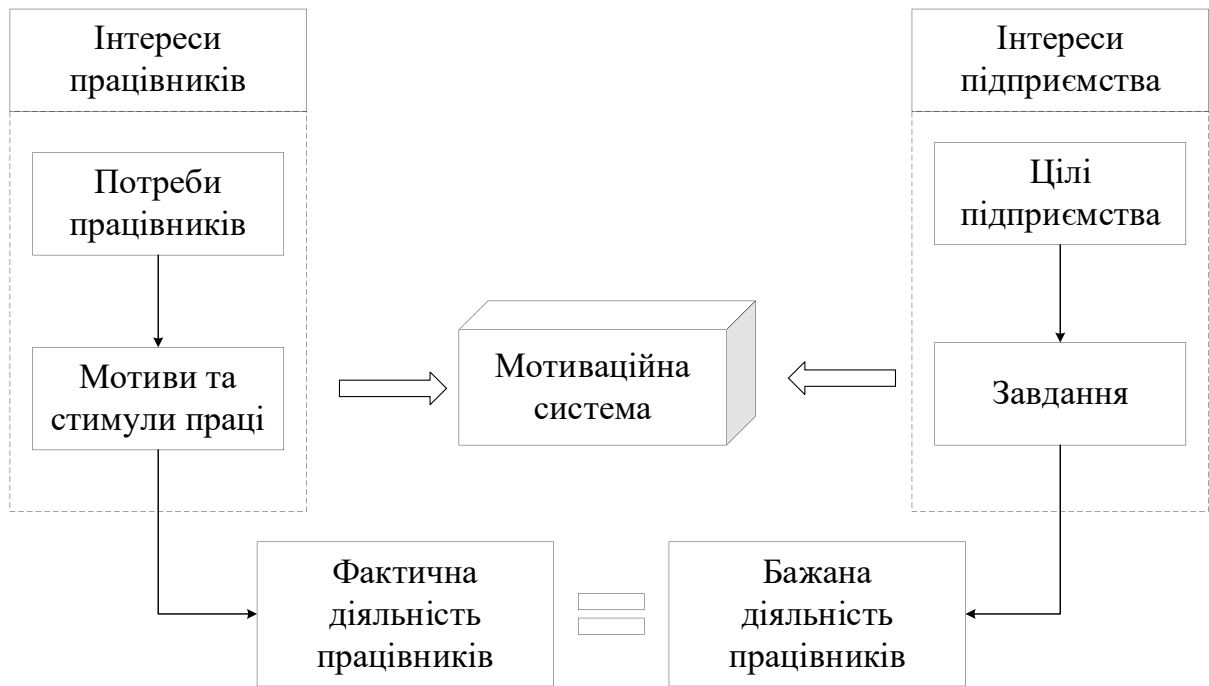 Інтереси
працівників
Інтереси
підприємства
Потреби
працівників
Цілі
підприємства
Мотиви та
стимули праці
Мотиваційна
система
Завдання
Фактична
діяльність
працівників
Бажана
діяльність
працівників